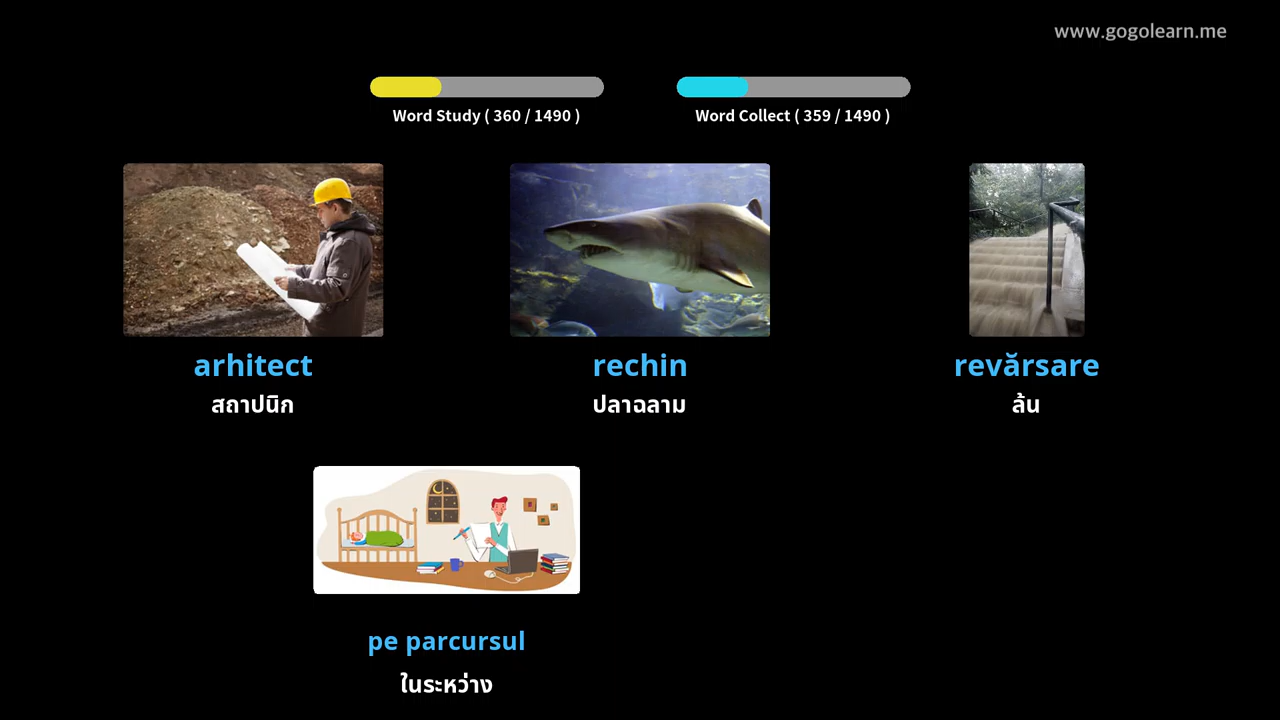 www.gogolearn.me
Word Study ( 360 / 1490 )
Word Collect ( 359 / 1490 )
arhitect
สถาปนิก
rechin
ปลาฉลาม
revărsare
ล้น
pe parcursul
ในระหว่าง